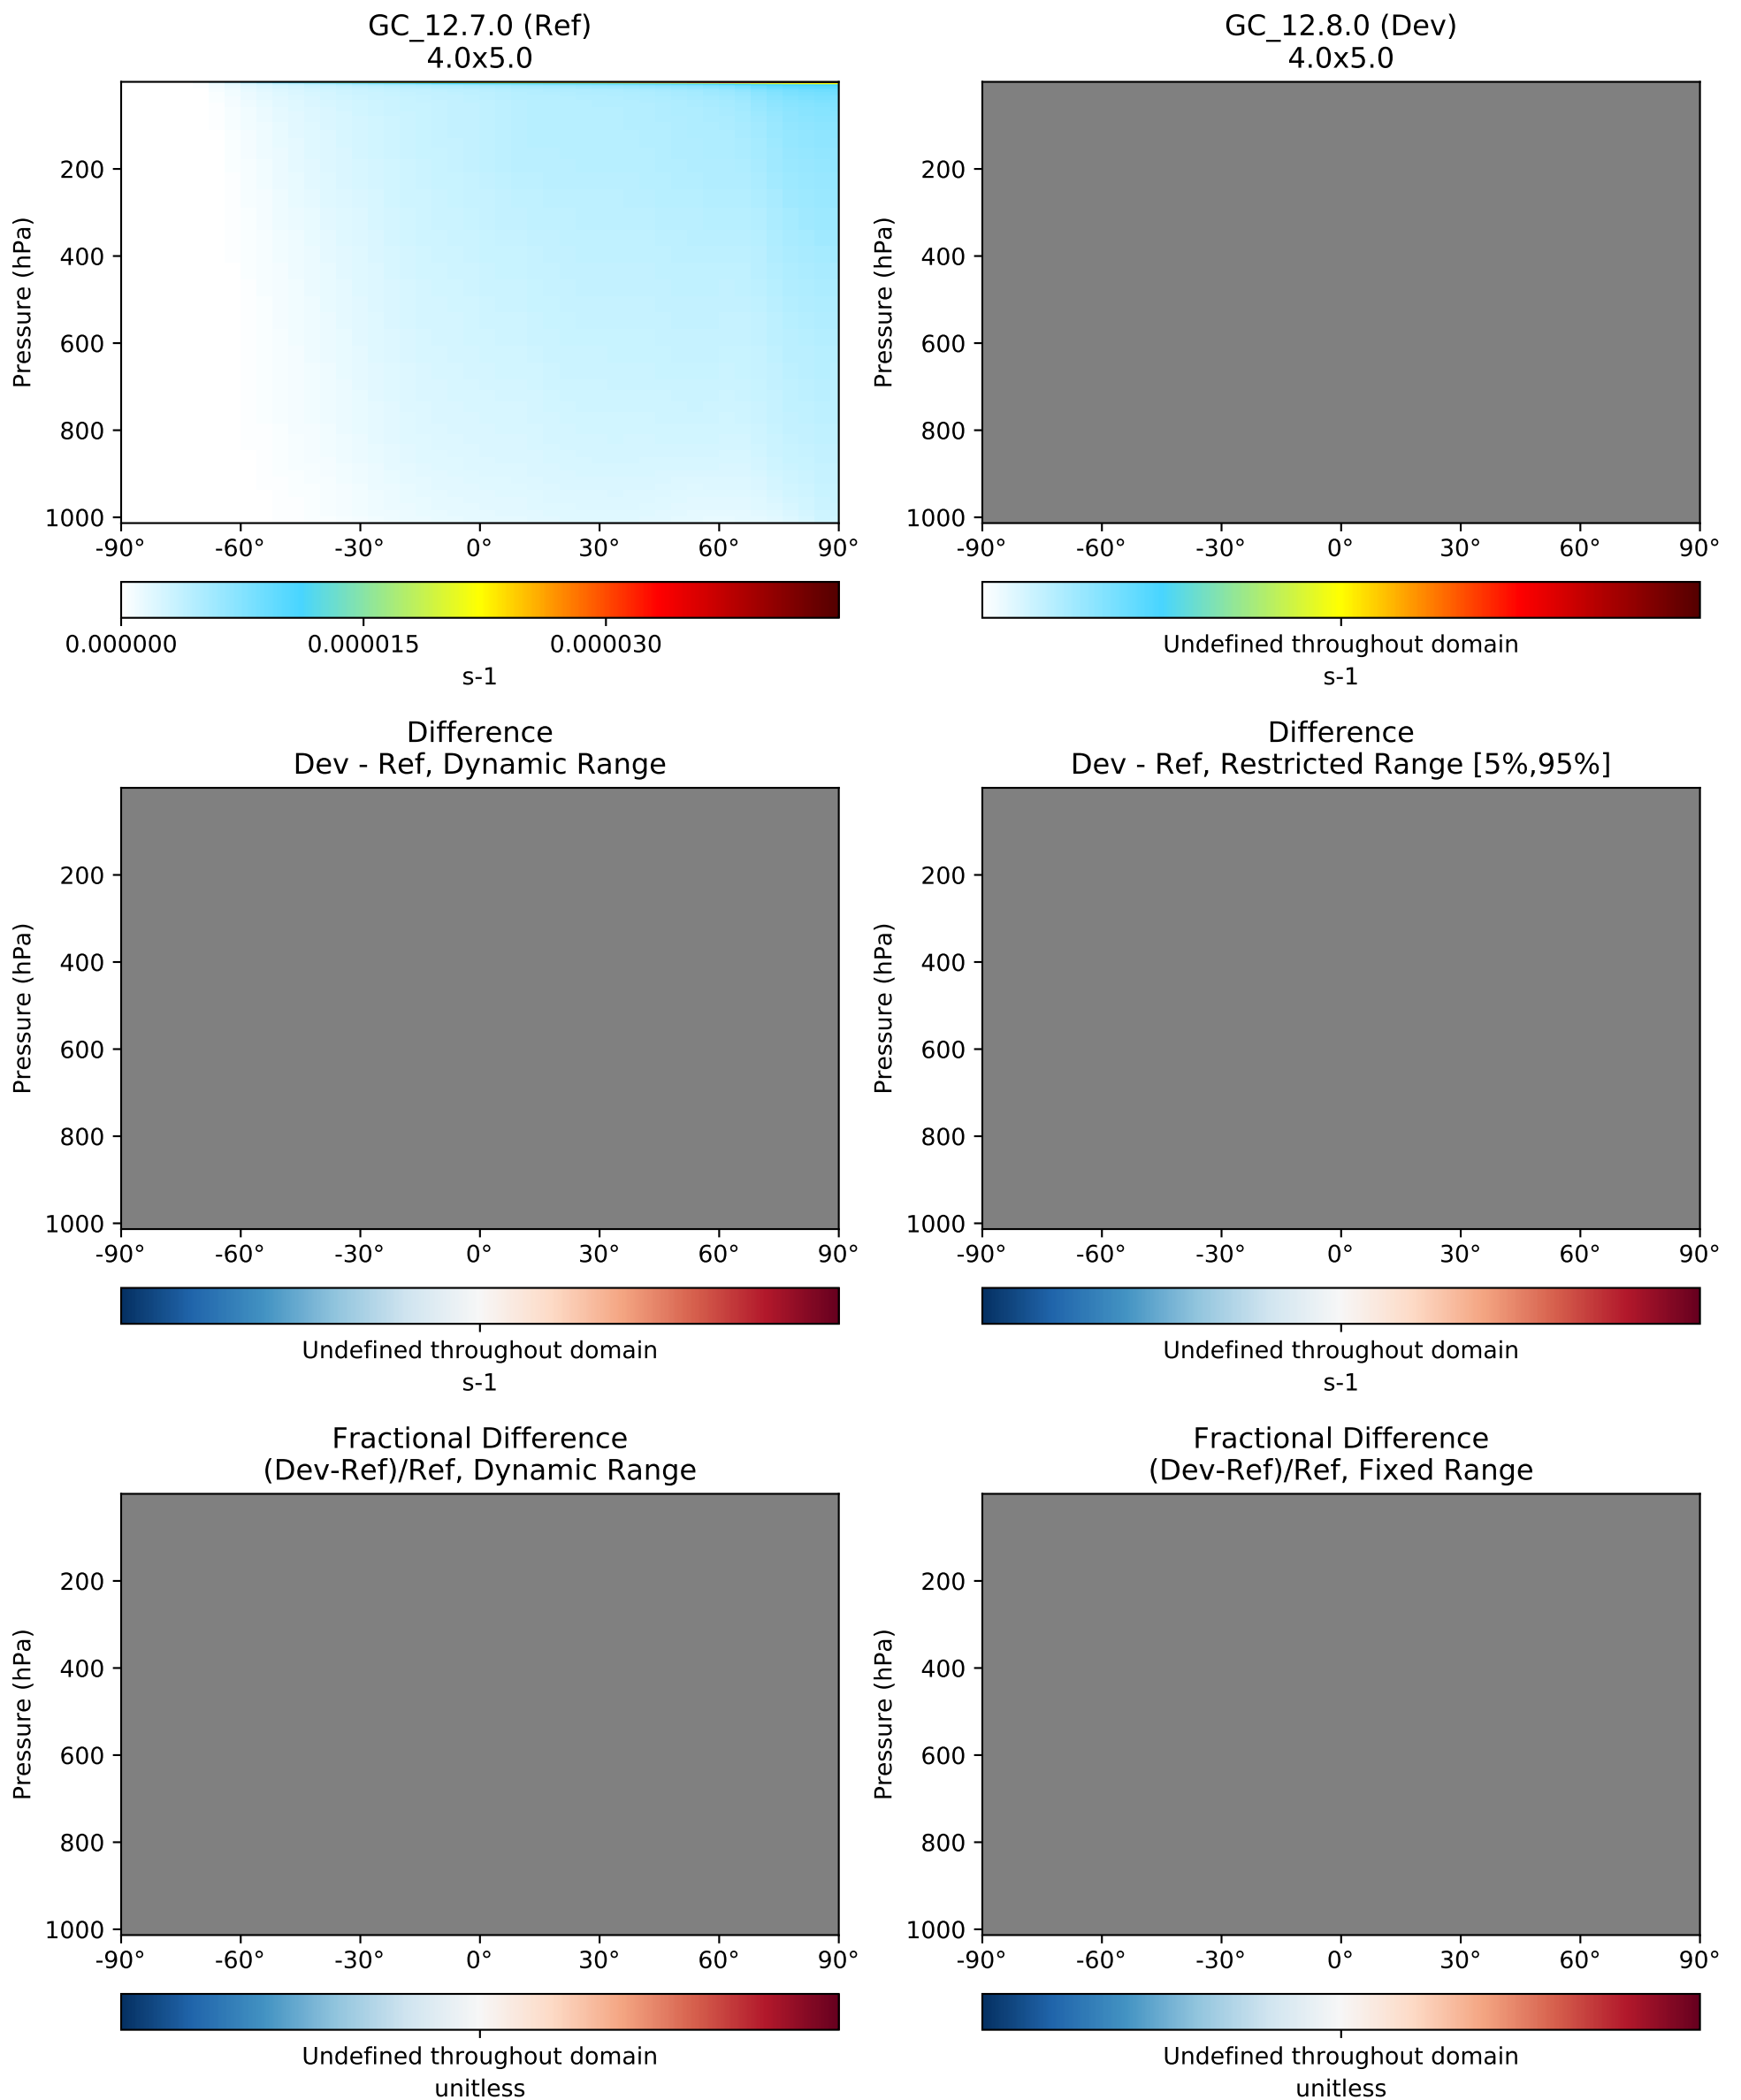 GC_12.7.0 (Ref)
4.0x5.0
Pressure (hPa)
200
400
600
800
1000
-90°
-60°
-30°
0°
30°
60°
90°
0.000000
0.000015
0.000030
s-1
GC_12.8.0 (Dev)
4.0x5.0
Pressure (hPa)
200
400
600
800
1000
-90°
-60°
-30°
0°
30°
60°
90°
Undefined throughout domain
s-1
Difference
Dev - Ref, Dynamic Range
Pressure (hPa)
200
400
600
800
1000
-90°
-60°
-30°
0°
30°
60°
90°
Undefined throughout domain
s-1
Difference
Dev - Ref, Restricted Range [5%,95%]
Pressure (hPa)
200
400
600
800
1000
-90°
-60°
-30°
0°
30°
60°
90°
Undefined throughout domain
s-1
Fractional Difference
(Dev-Ref)/Ref, Dynamic Range
Pressure (hPa)
200
400
600
800
1000
-90°
-60°
-30°
0°
30°
60°
90°
Undefined throughout domain
unitless
Fractional Difference
(Dev-Ref)/Ref, Fixed Range
Pressure (hPa)
200
400
600
800
1000
-90°
-60°
-30°
0°
30°
60°
90°
Undefined throughout domain
unitless